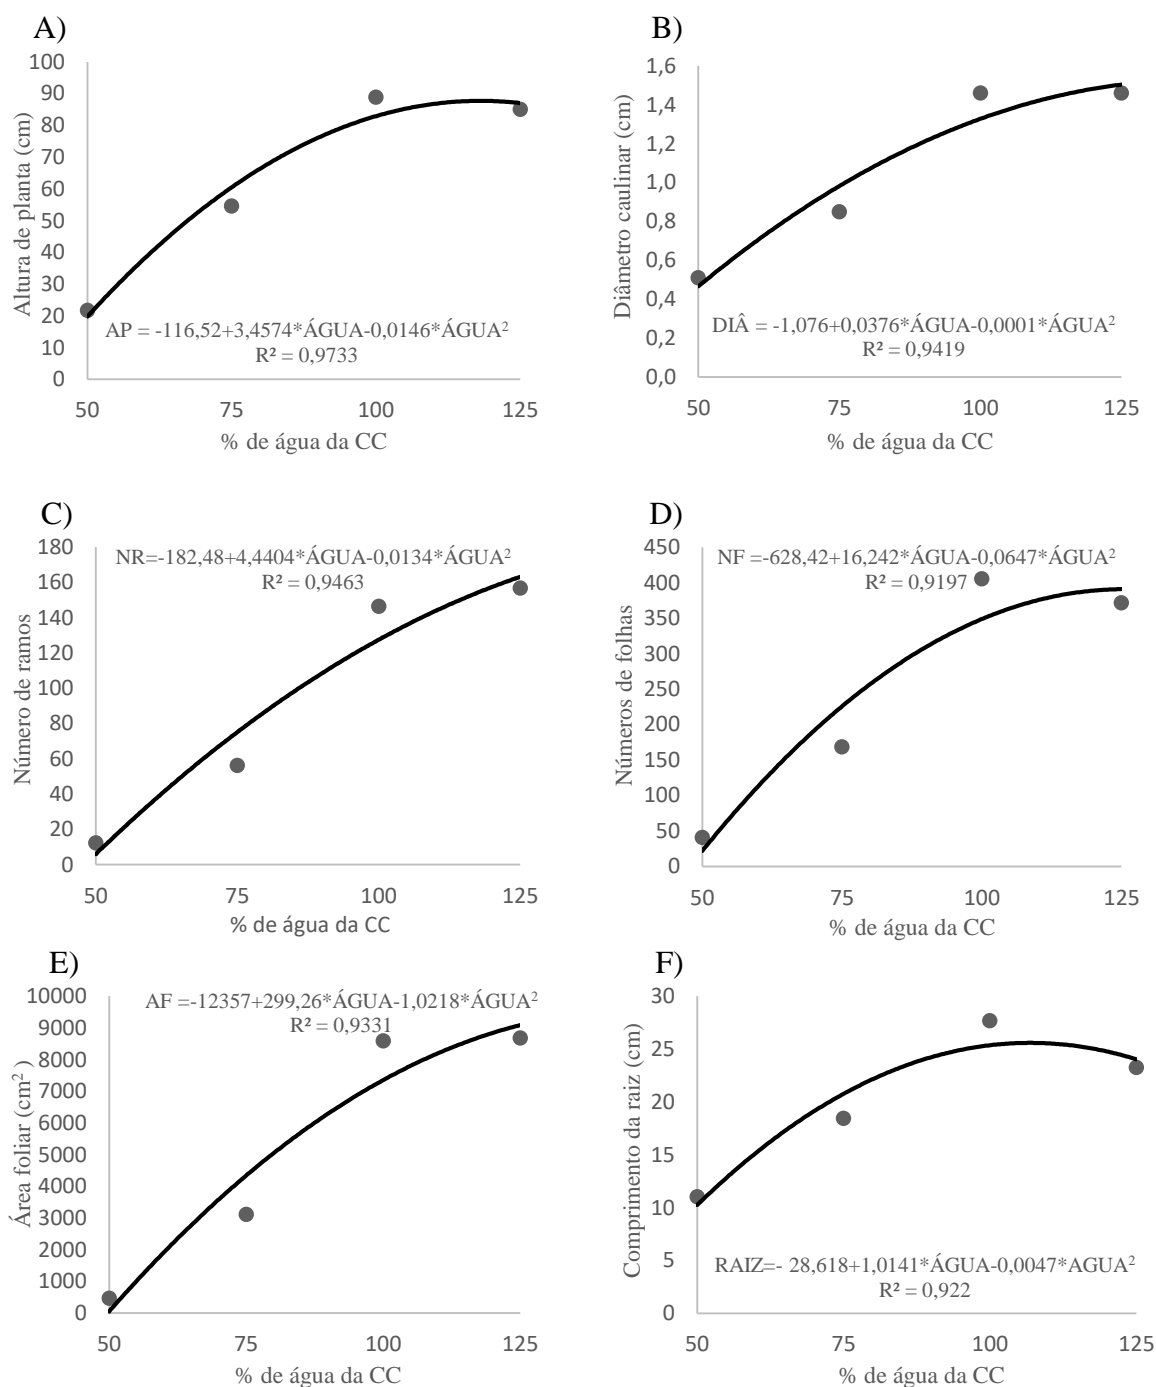 A)
100
90
80
70
60
50
40
30
20
10
0
Altura de planta (cm)
AP = -116,52+3,4574*ÁGUA-0,0146*ÁGUA²
R² = 0,9733
50 75 100 125
% de água da CC
B)
1,6
1,4
1,2
1,0
0,8
0,6
0,4
0,2
0,0
Diâmetro caulinar (cm)
DIÂ = -1,076+0,0376*ÁGUA-0,0001*ÁGUA²
R² = 0,9419
50 75 100 125
% de água da CC
C)
180
160
140
120
100
80
60
40
20
0
Número de ramos
NR=-182,48+4,4404*ÁGUA-0,0134*ÁGUA²
R² = 0,9463
50 75 100 125
% de água da CC
D)
450
400
350
300
250
200
150
100
50
0
Números de folhas
NF =-628,42+16,242*ÁGUA-0,0647*ÁGUA²
R² = 0,9197
50 75 100 125
% de água da CC
E)
10000
9000
8000
7000
6000
5000
4000
3000
2000
1000
0
Área foliar (cm²)
AF =-12357+299,26*ÁGUA-1,0218*ÁGUA²
R² = 0,9331
50 75 100 125
% de água da CC
F)
30
25
20
15
10
5
0
Comprimento da raiz (cm)
RAIZ=- 28,618+1,0141*ÁGUA-0,0047*AGUA²
R² = 0,922
50 75 100 125
% de água da CC